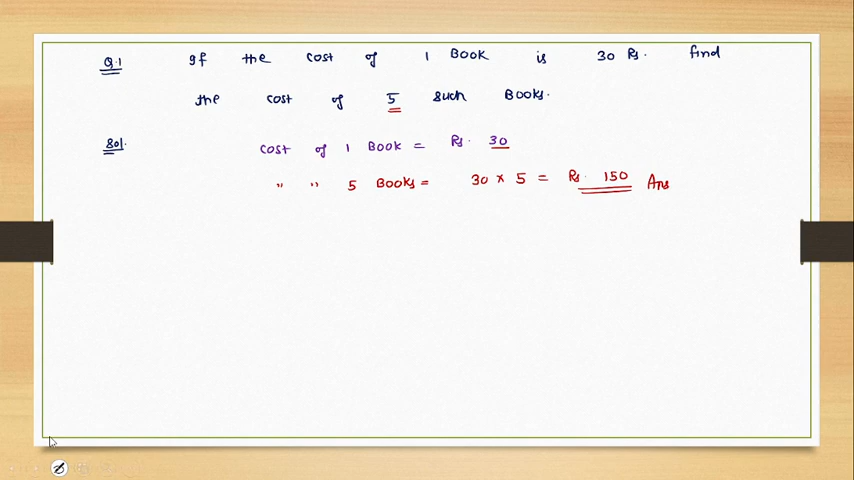 Q.1 If the cost of 1 Book is 30 Rs. find
the cost of 5 such Books.
Sol. cost of 1 Book = Rs. 30
" " 5 Books = 30 × 5 = Rs. 150 Ans